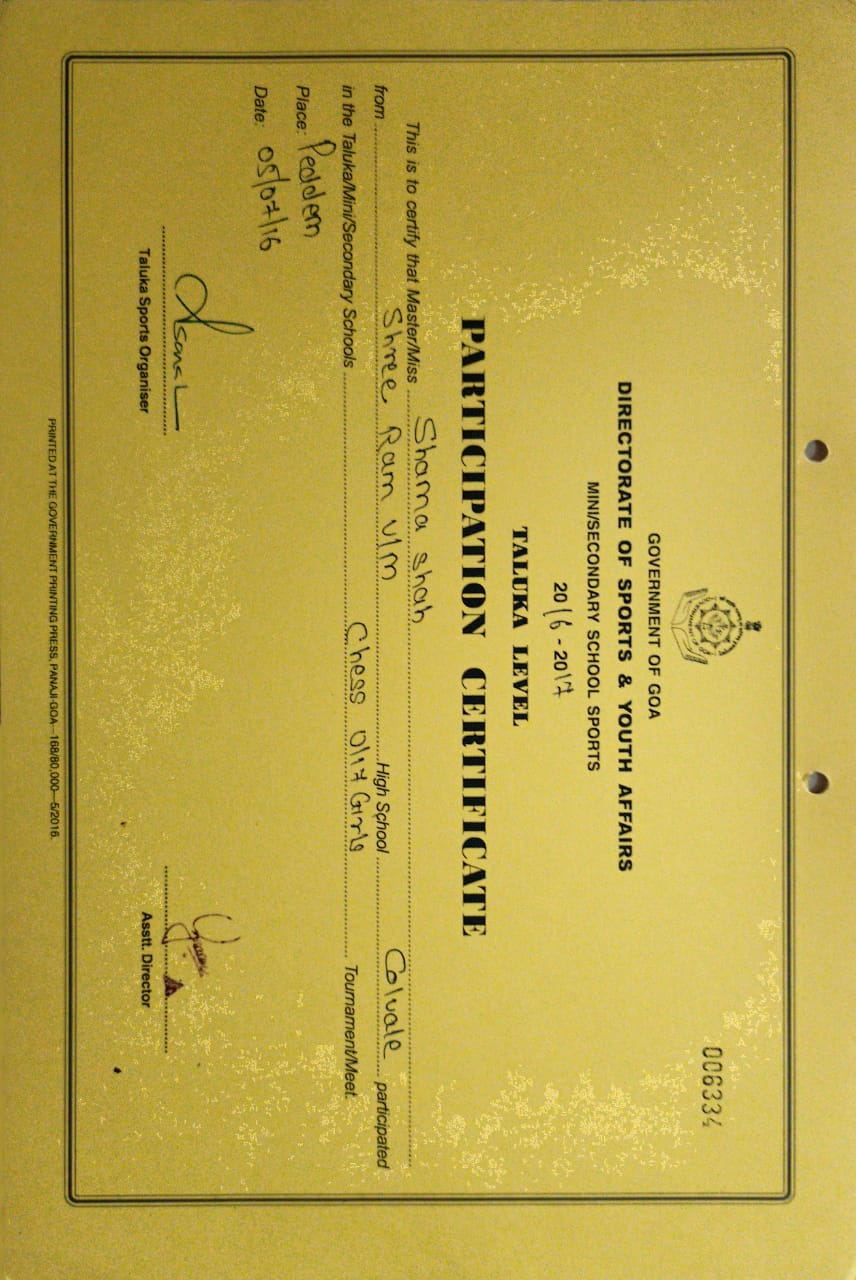 006334
GOVERNMENT OF GOA
DIRECTORATE OF SPORTS & YOUTH AFFAIRS
MINI/SECONDARY SCHOOL SPORTS
2016 - 2017
TALUKA LEVEL
PARTICIPATION CERTIFICATE
This is to certify that Master/Miss Shama Shah
from Shree Ram V/M High School Colvale participated
in the Taluka/Mini/Secondary Schools Chess U/17 Girls Tournament/Meet.
Place: Peddem
Date: 05/07/16
Taluka Sports Organiser
Asstt. Director
PRINTED AT THE GOVERNMENT PRINTING PRESS, PANAJI-GOA—168/80,000—5/2016.